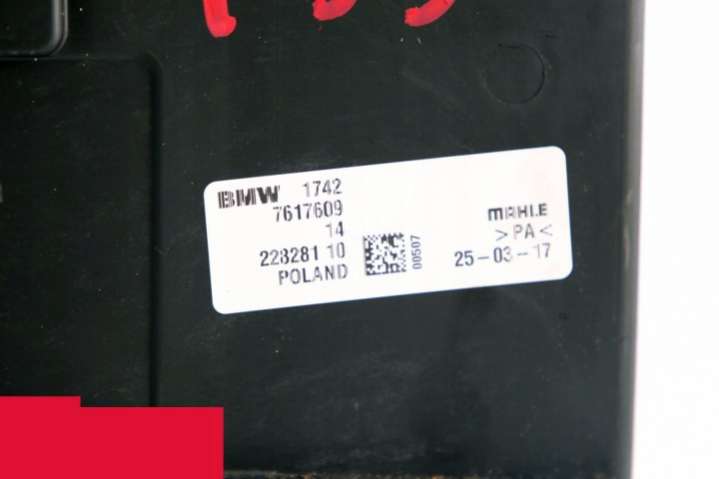 BMW 1742
7617609
14
228281 10
POLAND
00507
MAHLE
>PA<
25-03-17